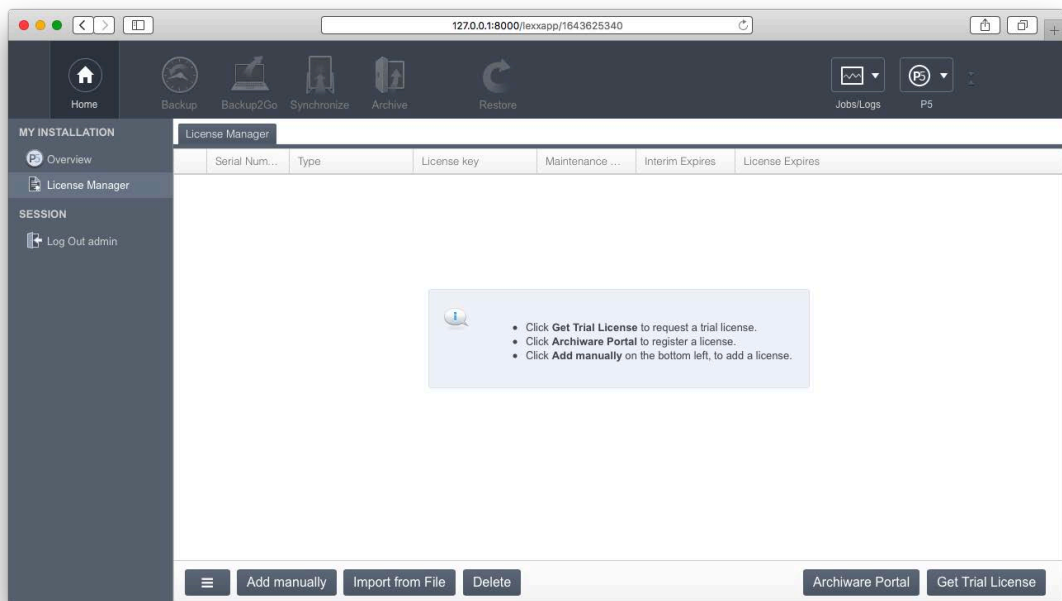 127.0.0.1:8000/lexxapp/1643625340
Home
Backup
Backup2Go
Synchronize
Archive
Restore
Jobs/Logs
P5
P5
MY INSTALLATION
P5 Overview
License Manager
SESSION
Log Out admin
License Manager
Serial Num... Type License key Maintenance ... Interim Expires License Expires
• Click Get Trial License to request a trial license.
• Click Archiware Portal to register a license.
• Click Add manually on the bottom left, to add a license.
Add manually Import from File Delete Archiware Portal Get Trial License